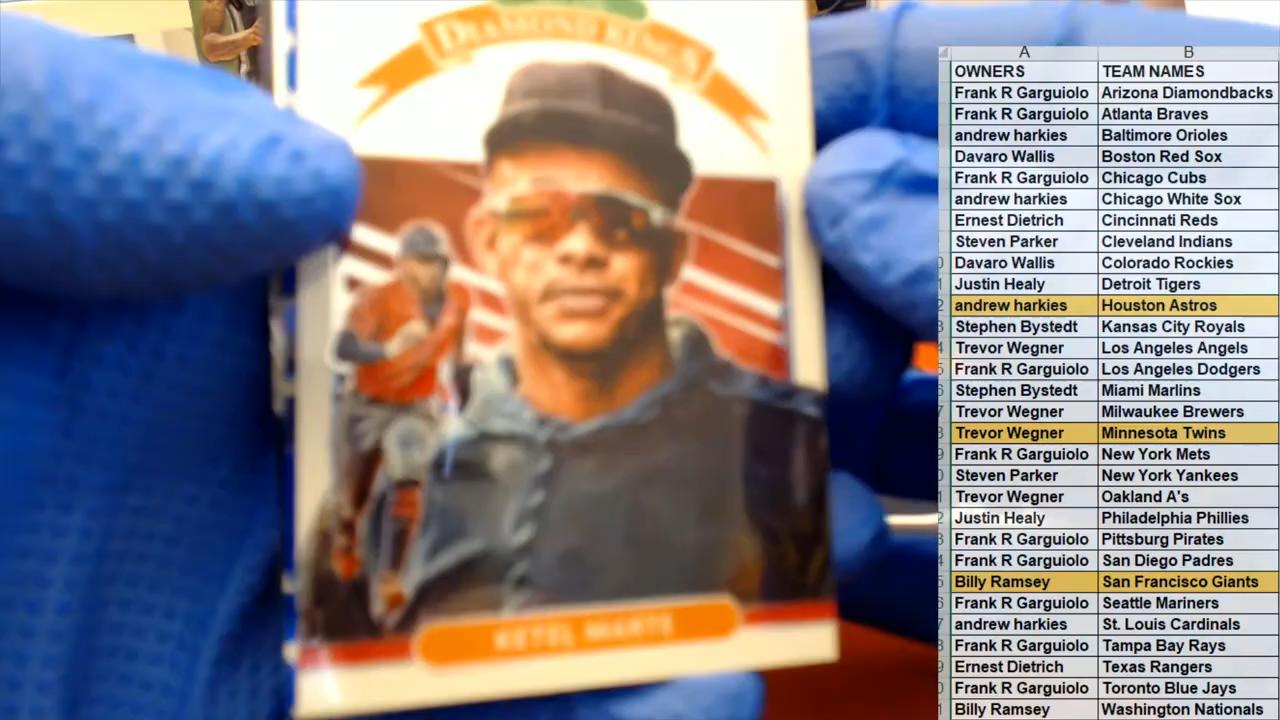 DIAMOND KINGS
KETEL MARTE
A B
OWNERS TEAM NAMES
Frank R Garguiolo Arizona Diamondbacks
Frank R Garguiolo Atlanta Braves
andrew harkies Baltimore Orioles
Davaro Wallis Boston Red Sox
Frank R Garguiolo Chicago Cubs
andrew harkies Chicago White Sox
Ernest Dietrich Cincinnati Reds
Steven Parker Cleveland Indians
Davaro Wallis Colorado Rockies
Justin Healy Detroit Tigers
andrew harkies Houston Astros
Stephen Bystedt Kansas City Royals
Trevor Wegner Los Angeles Angels
Frank R Garguiolo Los Angeles Dodgers
Stephen Bystedt Miami Marlins
Trevor Wegner Milwaukee Brewers
Trevor Wegner Minnesota Twins
Frank R Garguiolo New York Mets
Steven Parker New York Yankees
Trevor Wegner Oakland A's
Justin Healy Philadelphia Phillies
Frank R Garguiolo Pittsburg Pirates
Frank R Garguiolo San Diego Padres
Billy Ramsey San Francisco Giants
Frank R Garguiolo Seattle Mariners
andrew harkies St. Louis Cardinals
Frank R Garguiolo Tampa Bay Rays
Ernest Dietrich Texas Rangers
Frank R Garguiolo Toronto Blue Jays
Billy Ramsey Washington Nationals